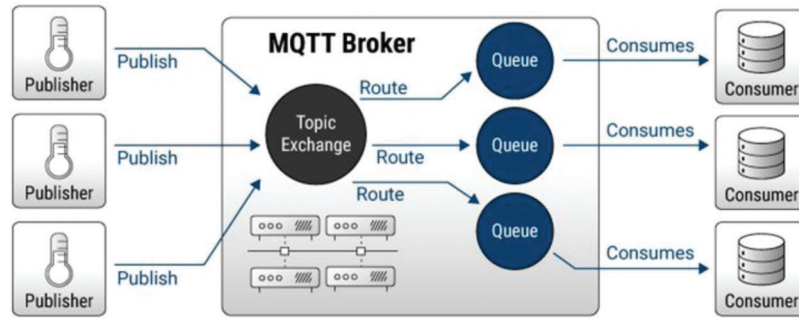 MQTT Broker
Publisher
Publish
Queue
Consumes
Consumer
Route
Topic
Exchange
Publisher
Publish
Route
Queue
Consumes
Consumer
Route
Publisher
Publish
Queue
Consumes
Consumer